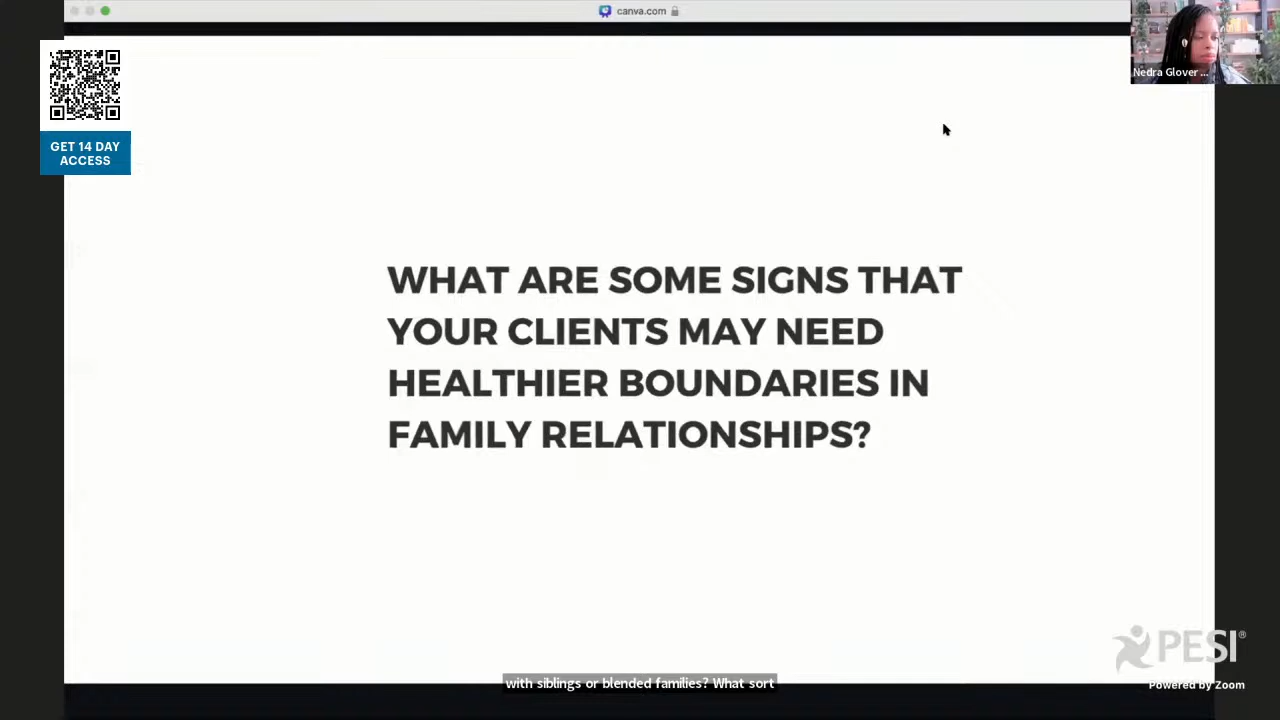 canva.com
Nedra Glover ...
GET 14 DAY
ACCESS
WHAT ARE SOME SIGNS THAT
YOUR CLIENTS MAY NEED
HEALTHIER BOUNDARIES IN
FAMILY RELATIONSHIPS?
PESI®
Powered by Zoom
with siblings or blended families? What sort